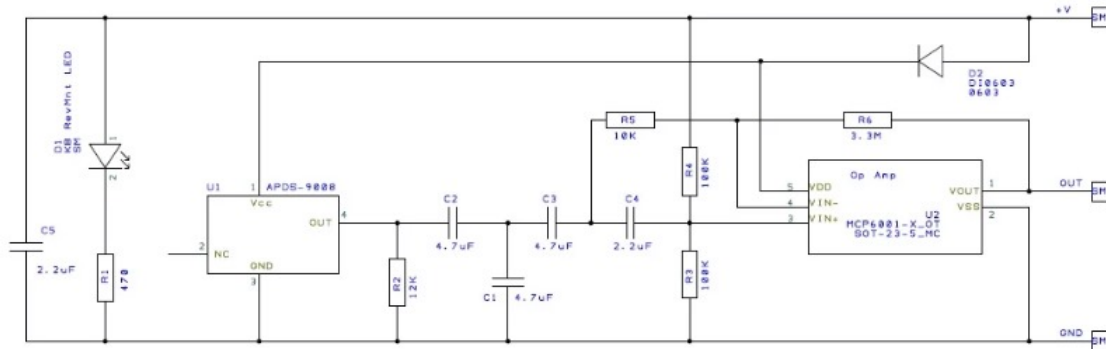 +V
SM
D2
DI0603
0603
D1
KB RevMnt LED
SM
1
2
R5
10K
R6
3.3M
R4
100K
Op Amp
5
VDD
4
VIN-
3
VIN+
VOUT
1
VSS
2
U2
MCP6001-X_OT
SOT-23-5_MC
OUT
SM
U1
APDS-9008
1
Vcc
OUT
4
2
NC
GND
3
C2
4.7uF
C3
4.7uF
C4
2.2uF
C5
2.2uF
R1
470
R2
12K
C1
4.7uF
R3
100K
GND
SM